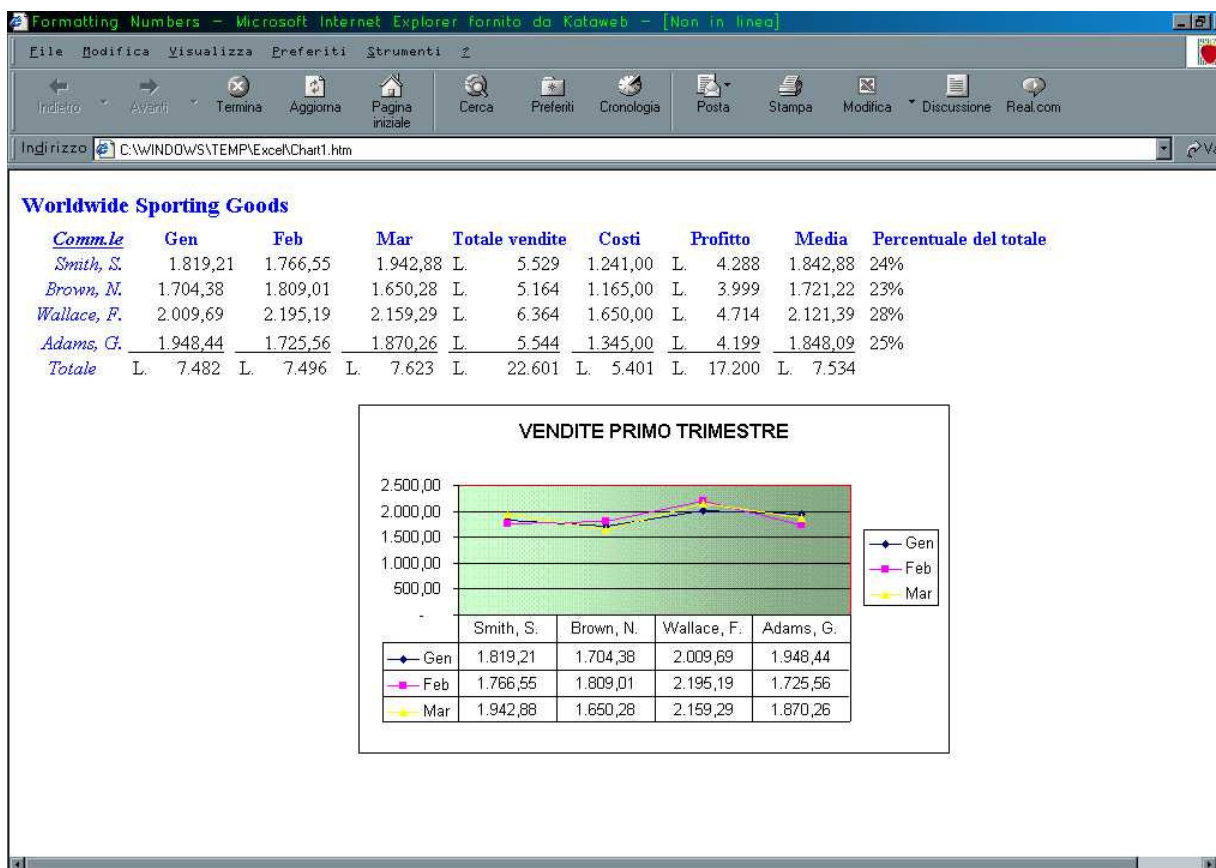 Formatting Numbers - Microsoft Internet Explorer fornito da Kataweb - [Non in linea]
File Modifica Visualizza Preferiti Strumenti ?
Indietro Avanti Termina Aggiorna Pagina iniziale Cerca Preferiti Cronologia Posta Stampa Modifica Discussione Real.com
Indirizzo C:\WINDOWS\TEMP\Excel\Chart1.htm
Worldwide Sporting Goods
Comm.le Gen Feb Mar Totale vendite Costi Profitto Media Percentuale del totale
Smith, S. 1.819,21 1.766,55 1.942,88 L. 5.529 1.241,00 L. 4.288 1.842,88 24%
Brown, N. 1.704,38 1.809,01 1.650,28 L. 5.164 1.165,00 L. 3.999 1.721,22 23%
Wallace, F. 2.009,69 2.195,19 2.159,29 L. 6.364 1.650,00 L. 4.714 2.121,39 28%
Adams, G. 1.948,44 1.725,56 1.870,26 L. 5.544 1.345,00 L. 4.199 1.848,09 25%
Totale L. 7.482 L. 7.496 L. 7.623 L. 22.601 L. 5.401 L. 17.200 L. 7.534
VENDITE PRIMO TRIMESTRE
2.500,00
2.000,00
1.500,00
1.000,00
500,00
-
Gen
Feb
Mar
Smith, S. Brown, N. Wallace, F. Adams, G.
Gen 1.819,21 1.704,38 2.009,69 1.948,44
Feb 1.766,55 1.809,01 2.195,19 1.725,56
Mar 1.942,88 1.650,28 2.159,29 1.870,26